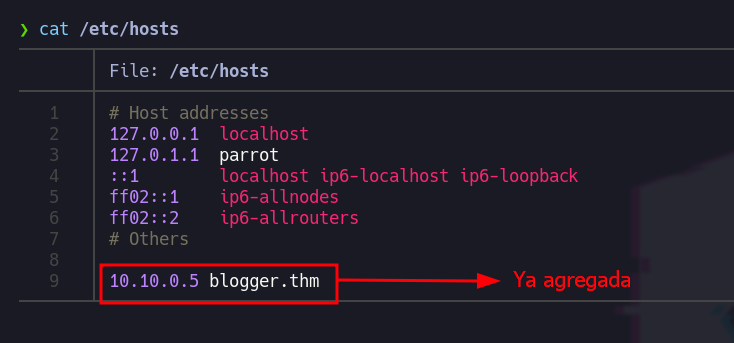 ❯ cat /etc/hosts
File: /etc/hosts
1 # Host addresses
2 127.0.0.1 localhost
3 127.0.1.1 parrot
4 ::1 localhost ip6-localhost ip6-loopback
5 ff02::1 ip6-allnodes
6 ff02::2 ip6-allrouters
7 # Others
8
9 10.10.0.5 blogger.thm Ya agregada